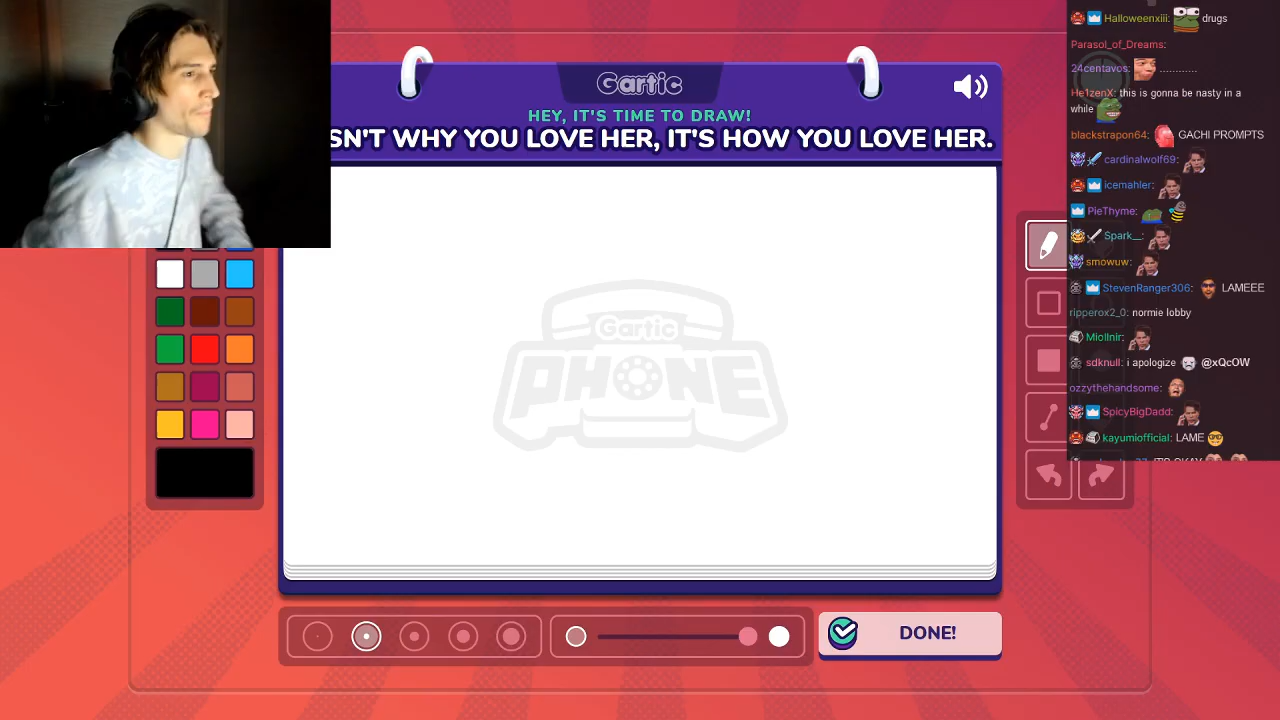 Gartic
HEY, IT'S TIME TO DRAW!
SN'T WHY YOU LOVE HER, IT'S HOW YOU LOVE HER.
Gartic
PHONE
DONE!
Halloweenxiii: drugs
Parasol_of_Dreams:
24centavos: ............
He1zenX: this is gonna be nasty in a
while
blackstrapon64: GACHI PROMPTS
cardinalwolf69:
icemahler:
PieThyme:
Spark__:
smowuw:
StevenRanger306: LAMEEE
ripperox2_0: normie lobby
Miollnir:
sdknull: i apologize @xQcOW
ozzythehandsome:
SpicyBigDadd:
kayumiofficial: LAME